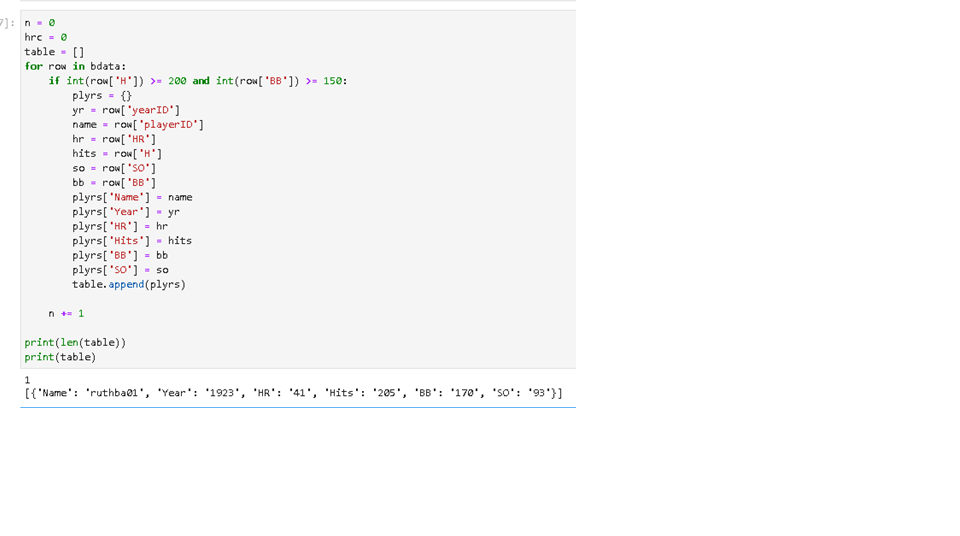 7]:
n = 0
hrc = 0
table = []
for row in bdata:
    if int(row['H']) >= 200 and int(row['BB']) >= 150:
        plyrs = {}
        yr = row['yearID']
        name = row['playerID']
        hr = row['HR']
        hits = row['H']
        so = row['SO']
        bb = row['BB']
        plyrs['Name'] = name
        plyrs['Year'] = yr
        plyrs['HR'] = hr
        plyrs['Hits'] = hits
        plyrs['BB'] = bb
        plyrs['SO'] = so
        table.append(plyrs)
    n += 1
print(len(table))
print(table)
1
[{'Name': 'ruthba01', 'Year': '1923', 'HR': '41', 'Hits': '205', 'BB': '170', 'SO': '93'}]